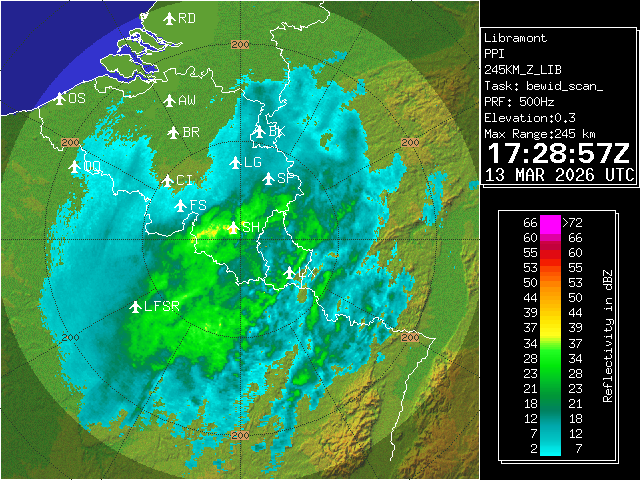 Libramont
PPI
245KM_Z_LIB
Task: bewid_scan_
PRF: 500Hz
Elevation:0.3
Max Range:245 km
17:28:57Z
13 MAR 2026 UTC
RD
200
OS
AW
BR
BK
200
200
LG
CI
SP
FS
SH
LX
LFSR
200
200
200
66 >72
60 66
55 60
53 55
50 53
44 50
39 44
37 39
34 37
28 34
23 28
21 23
18 21
12 18
7 12
2 7
Reflectivity in dBZ